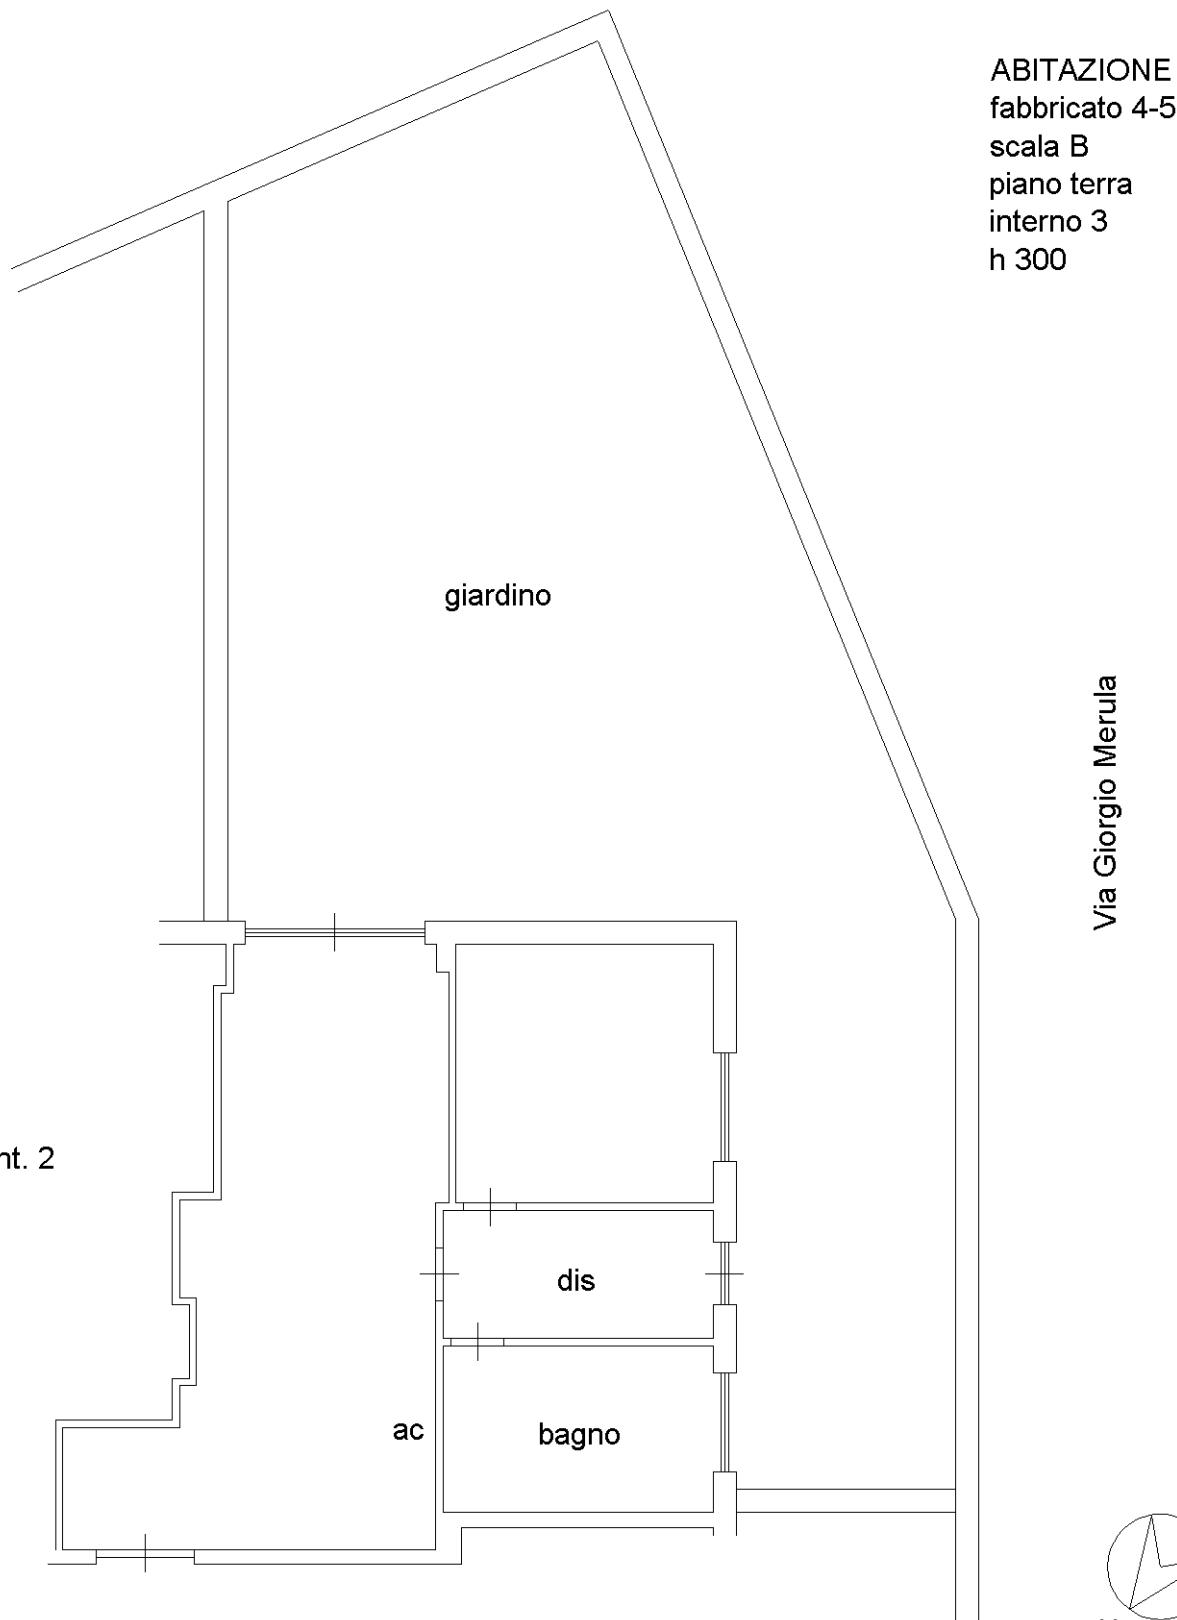 ABITAZIONE
fabbricato 4-5
scala B
piano terra
interno 3
h 300
giardino
Via Giorgio Merula
nt. 2
dis
ac
bagno